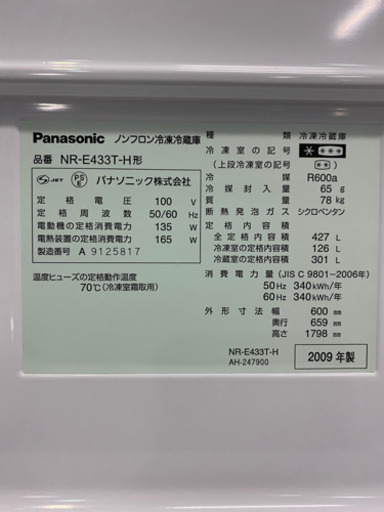 Panasonic ノンフロン冷凍冷蔵庫
品番 NR-E433T-H形
JET PS E パナソニック株式会社
定格電圧 100 V
定格周波数 50/60 Hz
電動機の定格消費電力 135 W
電熱装置の定格消費電力 165 W
製造番号 A 9125817
温度ヒューズの定格動作温度
70℃(冷凍室霜取用)
種類 冷凍冷蔵庫
冷凍室の記号
(上段冷凍室の記号)
冷媒 R600a
冷媒封入量 65 g
質量 78 kg
断熱発泡ガス シクロペンタン
定格内容積
全定格内容積 427 L
冷凍室の定格内容積 126 L
冷蔵室の定格内容積 301 L
消費電力量(JIS C 9801-2006年)
50 Hz 340 kWh/年
60 Hz 340 kWh/年
外形寸法 幅 600 mm
奥行 659 mm
高さ 1798 mm
NR-E433T-H
AH-247900
2009 年製